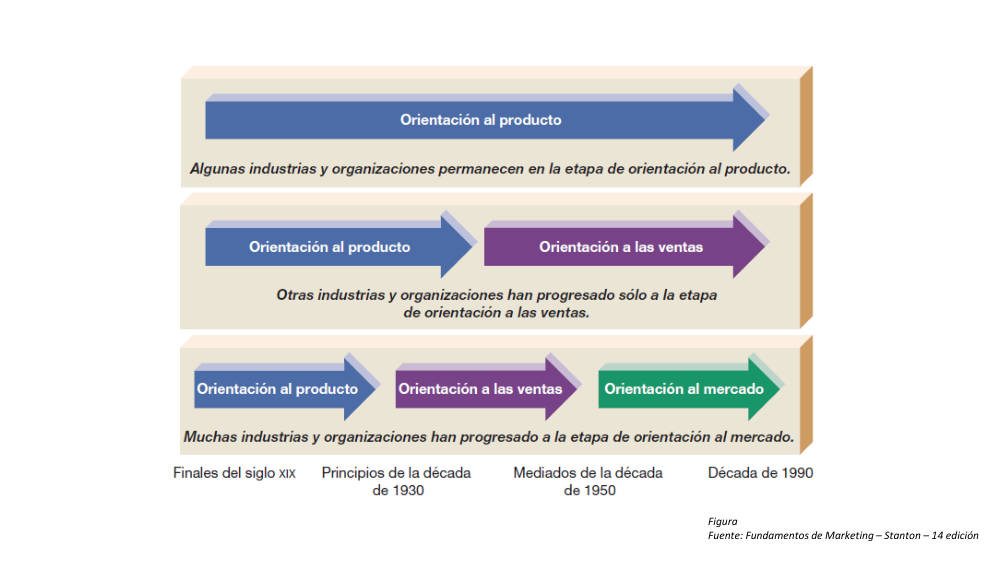 Orientación al producto
Algunas industrias y organizaciones permanecen en la etapa de orientación al producto.
Orientación al producto
Orientación a las ventas
Otras industrias y organizaciones han progresado sólo a la etapa
de orientación a las ventas.
Orientación al producto
Orientación a las ventas
Orientación al mercado
Muchas industrias y organizaciones han progresado a la etapa de orientación al mercado.
Finales del siglo XIX
Principios de la década
de 1930
Mediados de la década
de 1950
Década de 1990
Figura
Fuente: Fundamentos de Marketing – Stanton – 14 edición